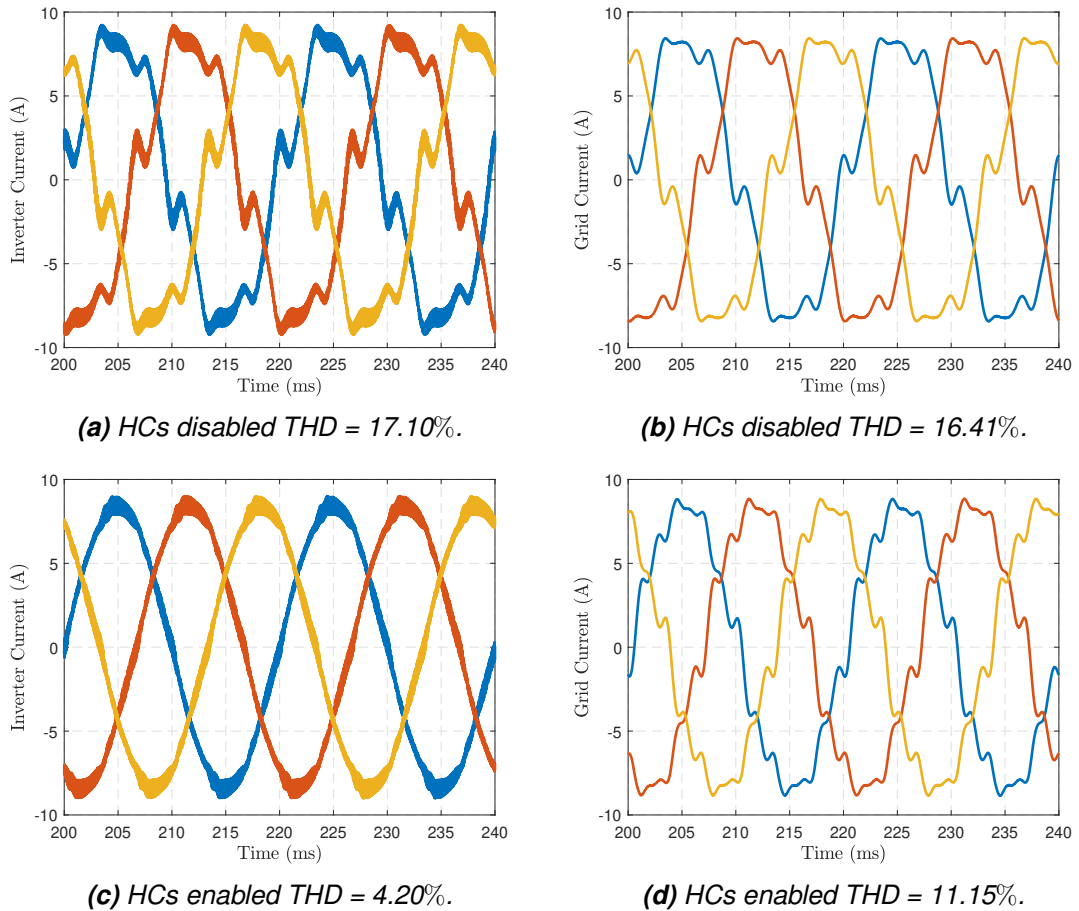 10
5
0
-5
-10
Inverter Current (A)
200 205 210 215 220 225 230 235 240
Time (ms)
(a) HCs disabled THD = 17.10%.
10
5
0
-5
-10
Grid Current (A)
200 205 210 215 220 225 230 235 240
Time (ms)
(b) HCs disabled THD = 16.41%.
10
5
0
-5
-10
Inverter Current (A)
200 205 210 215 220 225 230 235 240
Time (ms)
(c) HCs enabled THD = 4.20%.
10
5
0
-5
-10
Grid Current (A)
200 205 210 215 220 225 230 235 240
Time (ms)
(d) HCs enabled THD = 11.15%.